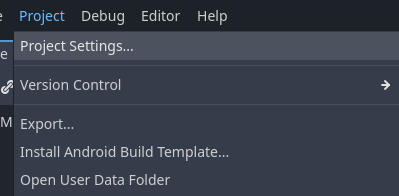 e Project Debug Editor Help
Project Settings...
e
Version Control
M
Export...
Install Android Build Template...
Open User Data Folder